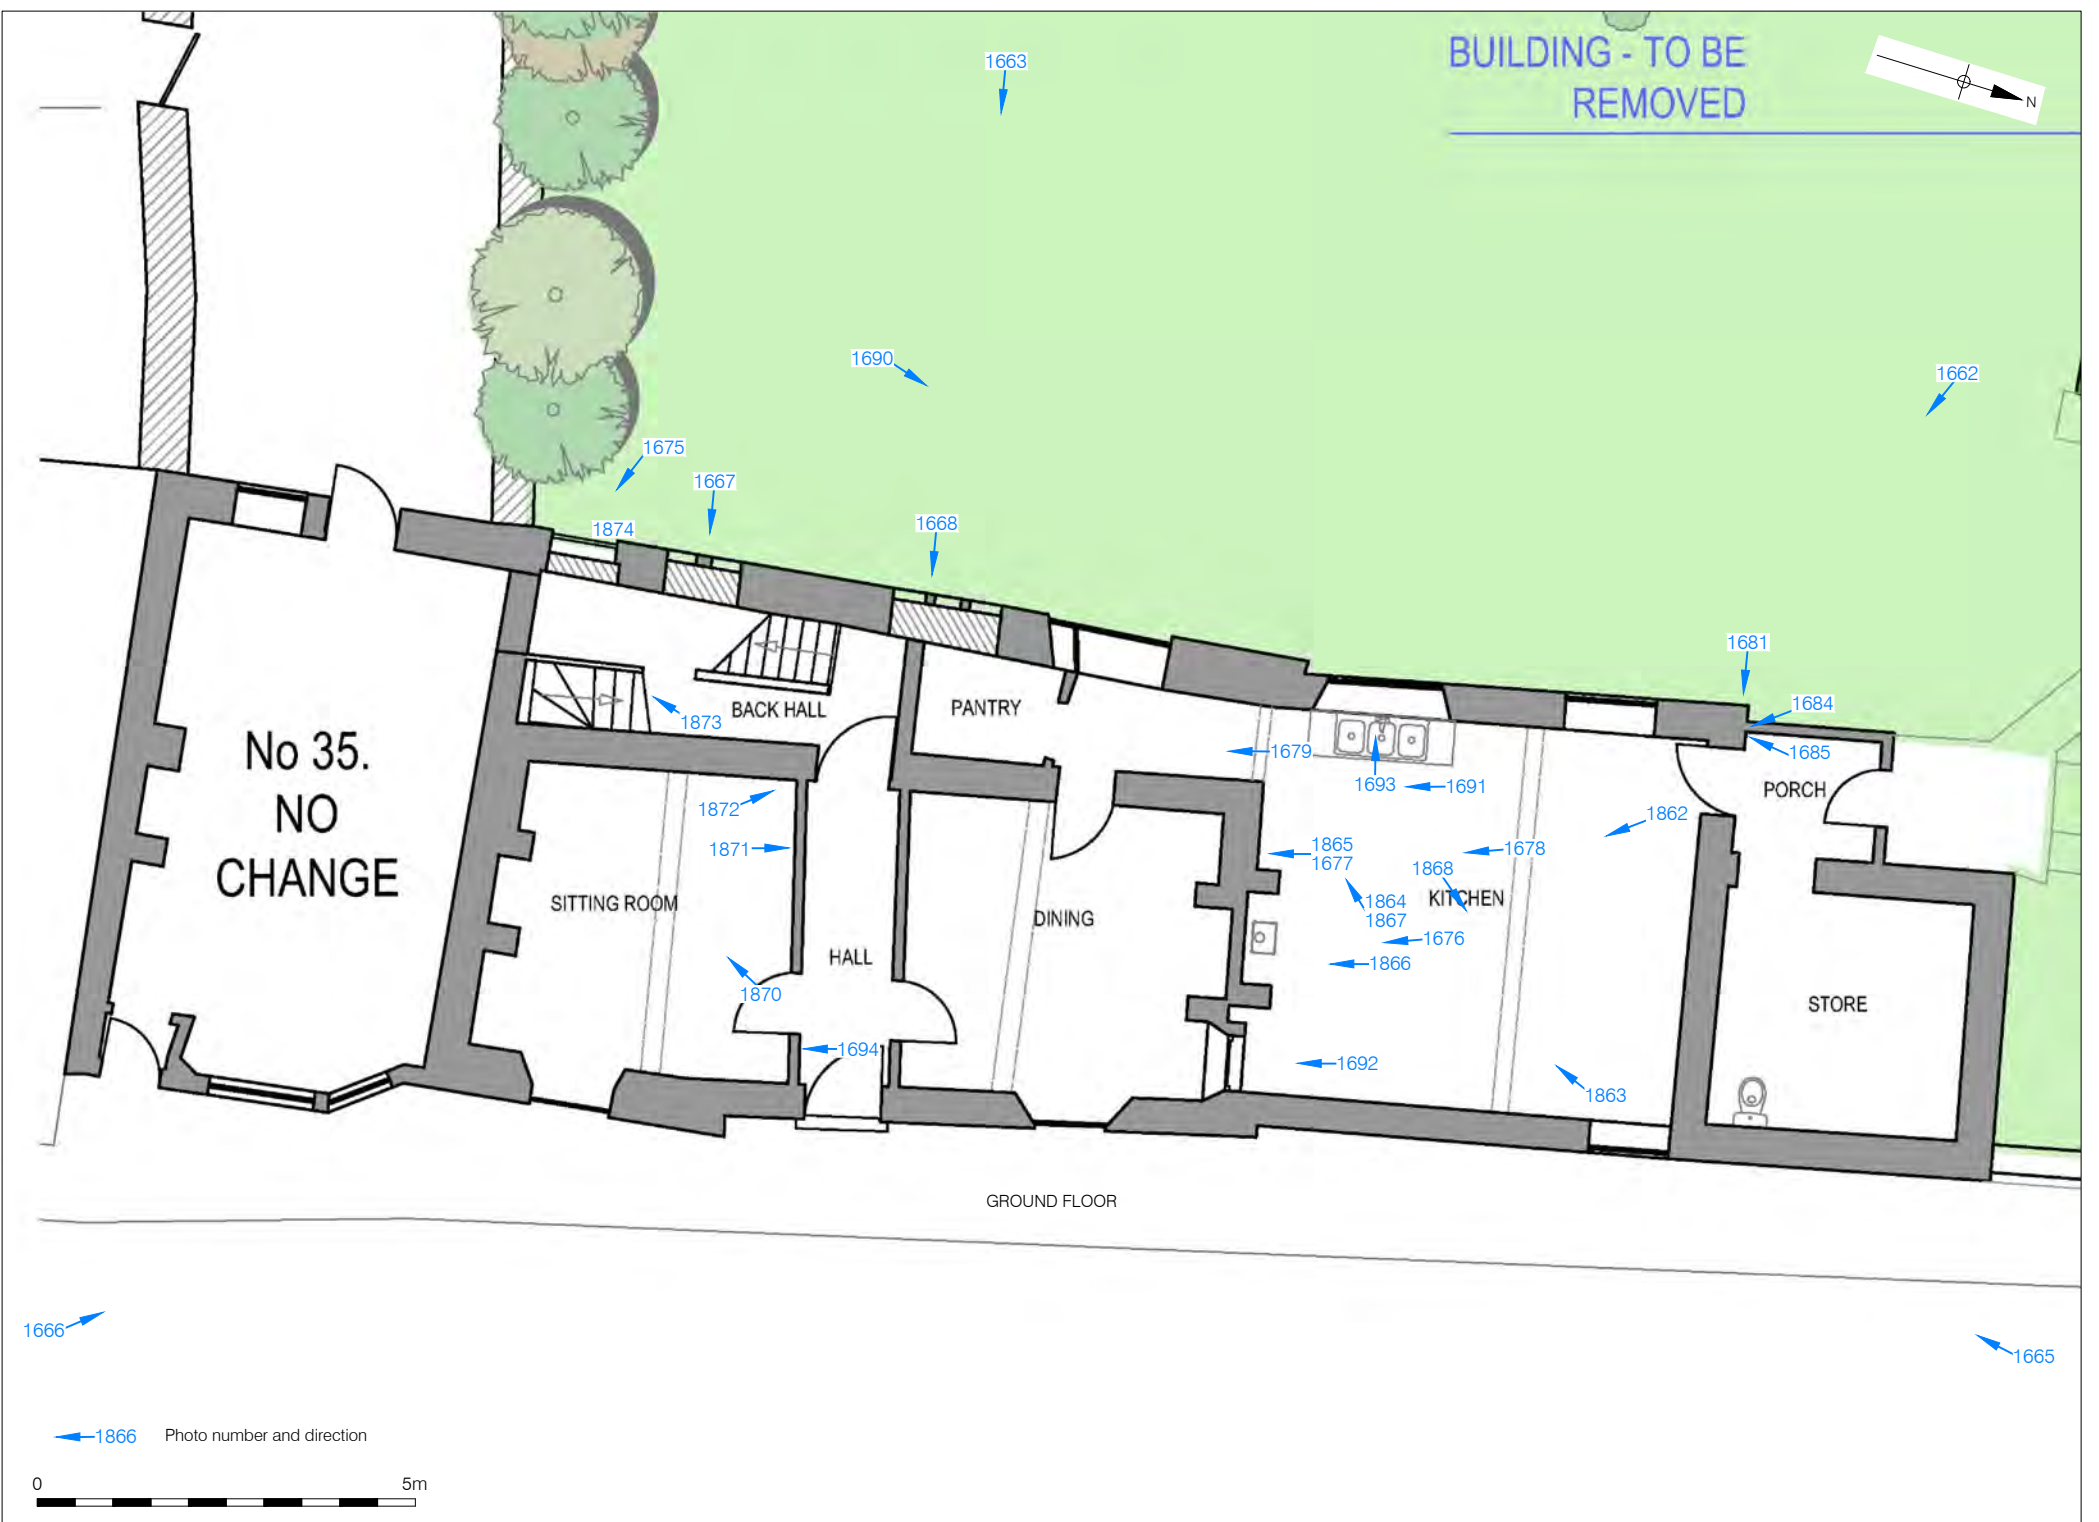 BUILDING - TO BE
REMOVED
N
1663
1690
1662
1675
1667
1874
1668
1681
1684
1685
1873
BACK HALL
PANTRY
1679
1693
1691
PORCH
No 35.
NO
CHANGE
1872
1871
1862
1865
1677
1678
1868
1864
1867
KITCHEN
SITTING ROOM
DINING
1676
1866
HALL
1870
STORE
1694
1692
1863
GROUND FLOOR
1666
1665
1866 Photo number and direction
0 5m